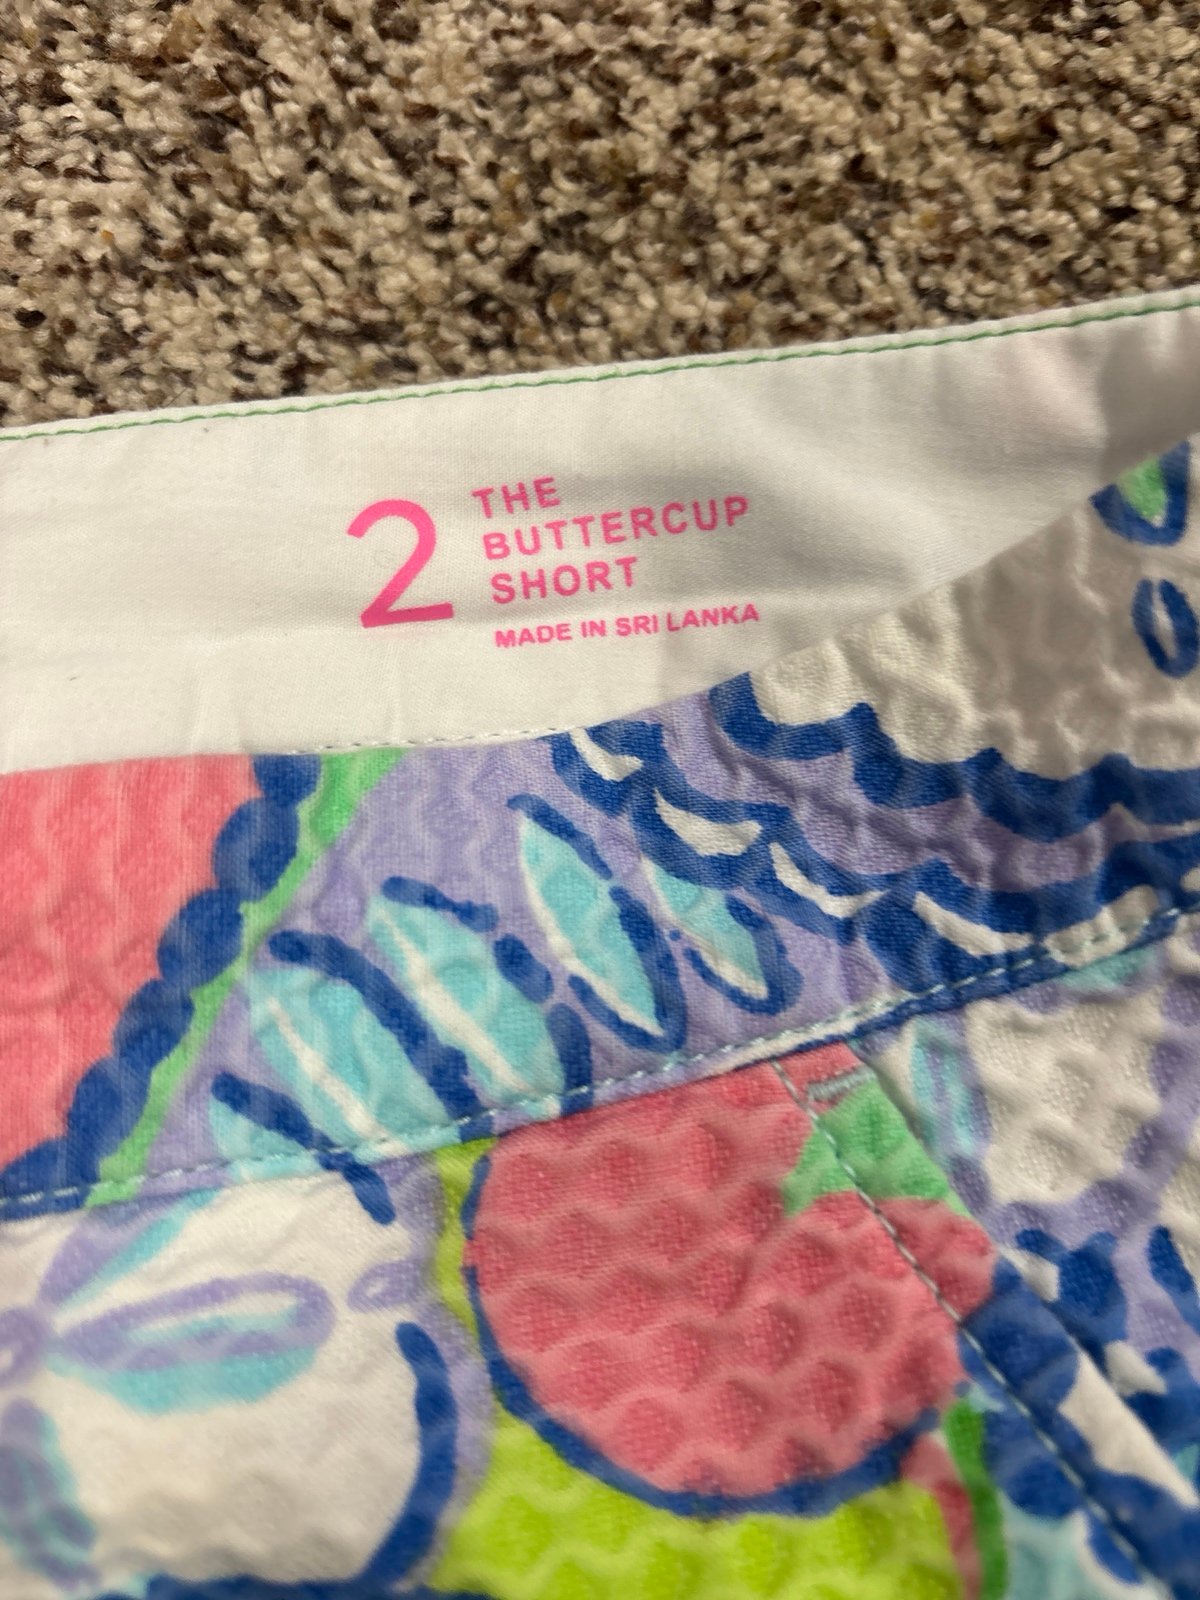 2
THE
BUTTERCUP
SHORT
MADE IN SRI LANKA